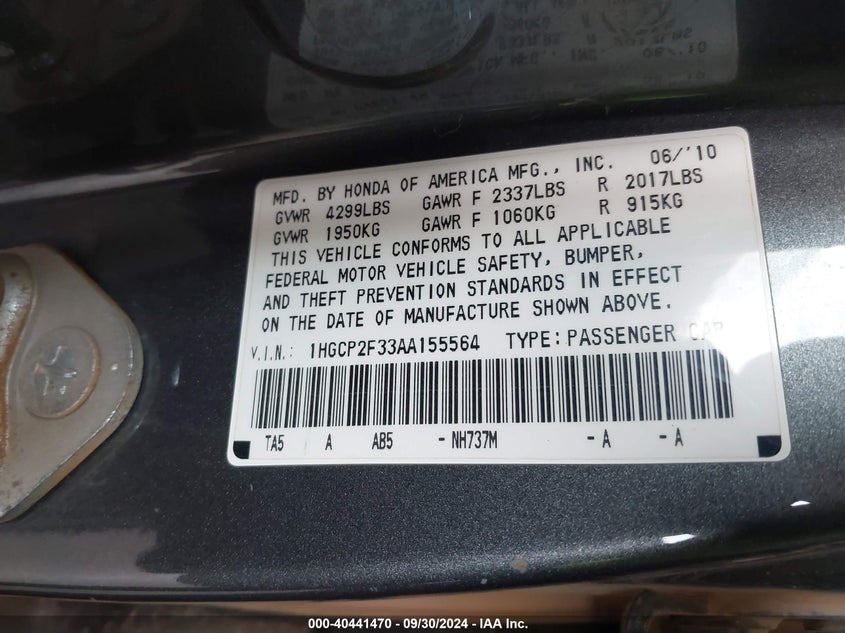 MFD. BY HONDA OF AMERICA MFG., INC. 06/'10
GVWR 4299LBS GAWR F 2337LBS R 2017LBS
GVWR 1950KG GAWR F 1060KG R 915KG
THIS VEHICLE CONFORMS TO ALL APPLICABLE
FEDERAL MOTOR VEHICLE SAFETY, BUMPER,
AND THEFT PREVENTION STANDARDS IN EFFECT
ON THE DATE OF MANUFACTURE SHOWN ABOVE.
V.I.N.: 1HGCP2F33AA155564 TYPE: PASSENGER CAR
TA5 A AB5 -NH737M -A -A
000-40441470 - 09/30/2024 - IAA Inc.